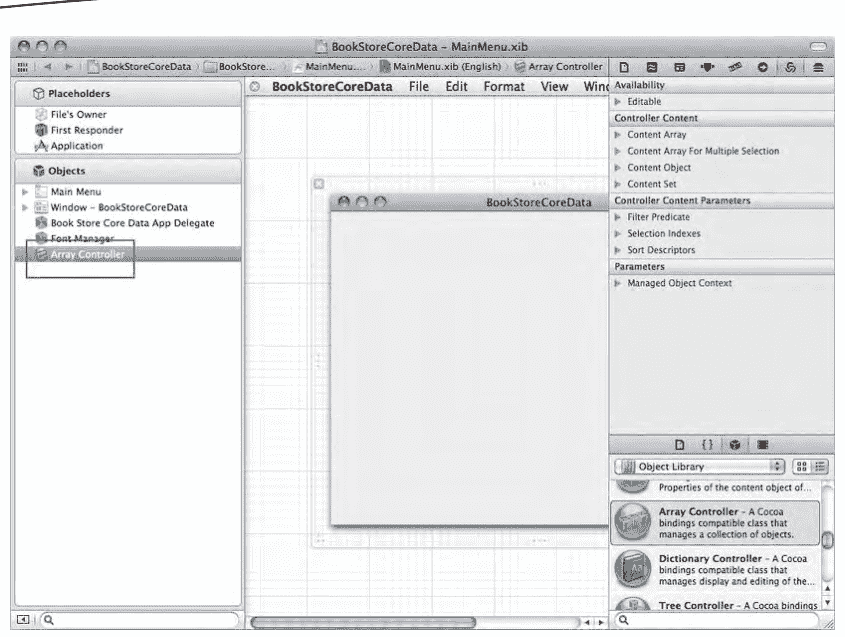 BookStoreCoreData – MainMenu.xib
BookStoreCoreData
BookStore...
MainMenu....
MainMenu.xib (English)
Array Controller
Placeholders
File's Owner
First Responder
Application
Objects
Main Menu
Window – BookStoreCoreData
Book Store Core Data App Delegate
Font Manager
Array Controller
BookStoreCoreData File Edit Format View Wind
BookStoreCoreData
Availability
Editable
Controller Content
Content Array
Content Array For Multiple Selection
Content Object
Content Set
Controller Content Parameters
Filter Predicate
Selection Indexes
Sort Descriptors
Parameters
Managed Object Context
{}
Object Library
Properties of the content object of...
Array Controller – A Cocoa
bindings compatible class that
manages a collection of objects.
Dictionary Controller – A Cocoa
bindings compatible class that
manages display and editing of the...
Tree Controller – A Cocoa bindings